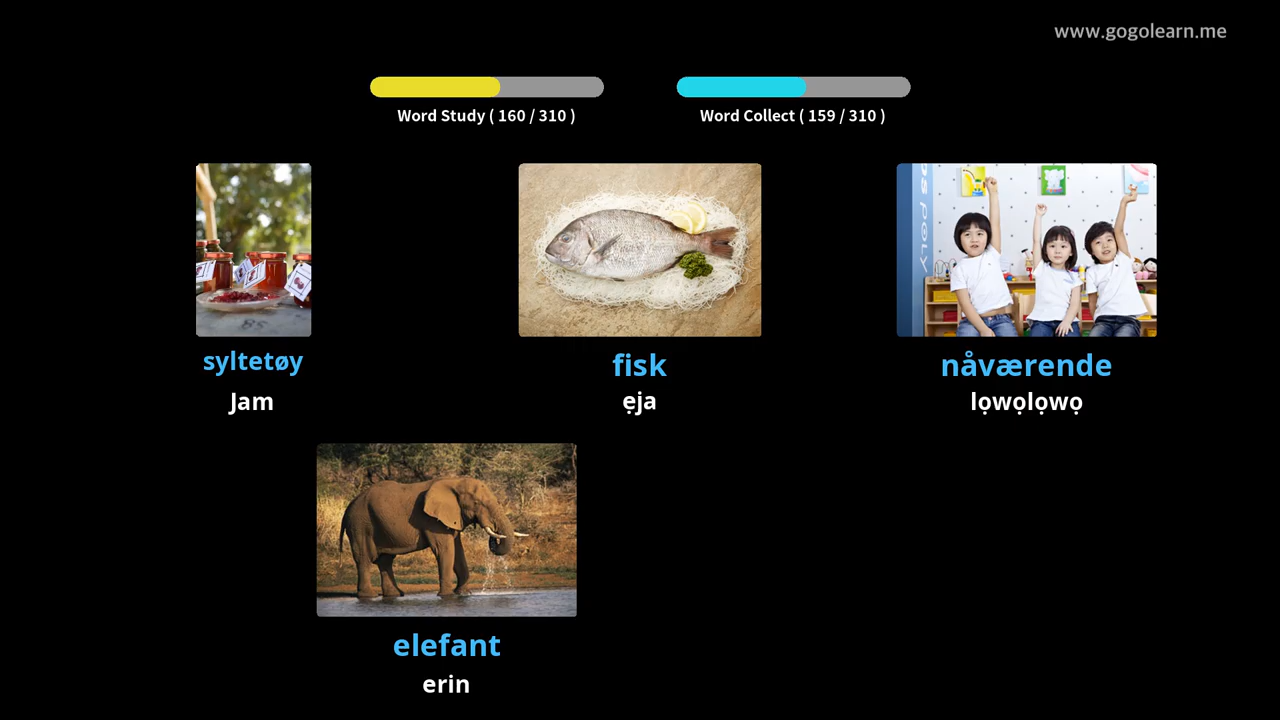 www.gogolearn.me
Word Study ( 160 / 310 )
Word Collect ( 159 / 310 )
syltetøy
Jam
fisk
ẹja
nåværende
lọwọlọwọ
elefant
erin